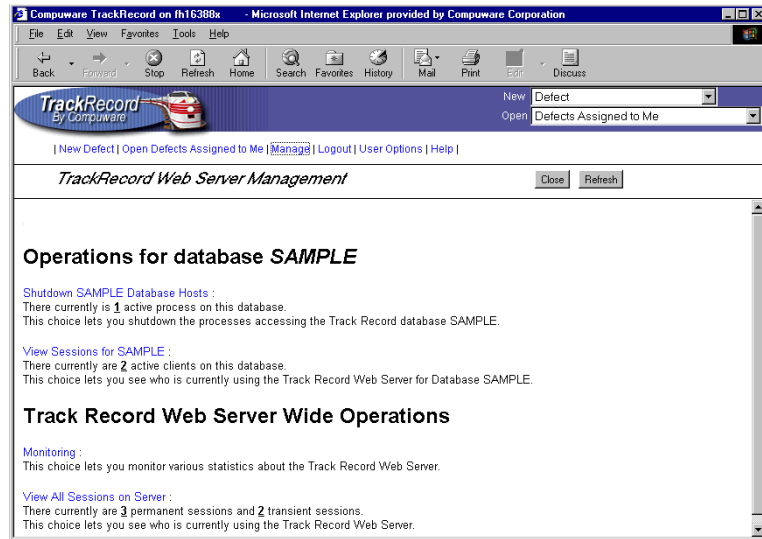 Compuware TrackRecord on fh16388x - Microsoft Internet Explorer provided by Compuware Corporation
File Edit View Favorites Tools Help
Back Forward Stop Refresh Home Search Favorites History Mail Print Edit Discuss
TrackRecord
By Compuware
New Defect
Open Defects Assigned to Me
| New Defect | Open Defects Assigned to Me | Manage | Logout | User Options | Help |
TrackRecord Web Server Management
Close Refresh
Operations for database SAMPLE
Shutdown SAMPLE Database Hosts :
There currently is 1 active process on this database.
This choice lets you shutdown the processes accessing the Track Record database SAMPLE.
View Sessions for SAMPLE :
There currently are 2 active clients on this database.
This choice lets you see who is currently using the Track Record Web Server for Database SAMPLE.
Track Record Web Server Wide Operations
Monitoring :
This choice lets you monitor various statistics about the Track Record Web Server.
View All Sessions on Server :
There currently are 3 permanent sessions and 2 transient sessions.
This choice lets you see who is currently using the Track Record Web Server.